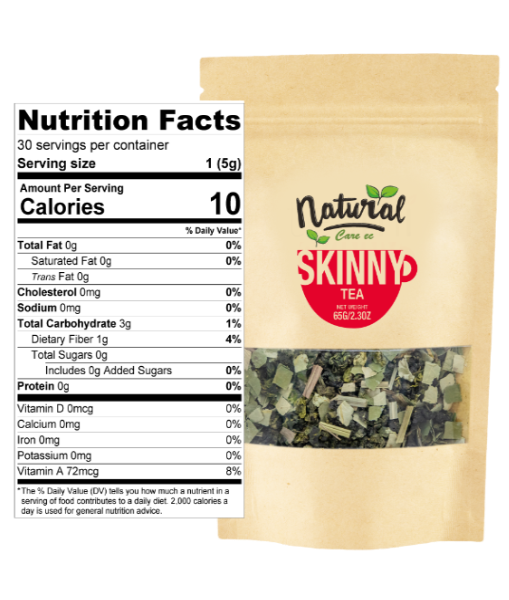 Nutrition Facts
30 servings per container
Serving size 1 (5g)
Amount Per Serving
Calories 10
% Daily Value*
Total Fat 0g 0%
Saturated Fat 0g 0%
Trans Fat 0g
Cholesterol 0mg 0%
Sodium 0mg 0%
Total Carbohydrate 3g 1%
Dietary Fiber 1g 4%
Total Sugars 0g
Includes 0g Added Sugars 0%
Protein 0g 0%
Vitamin D 0mcg 0%
Calcium 0mg 0%
Iron 0mg 0%
Potassium 0mg 0%
Vitamin A 72mcg 8%
*The % Daily Value (DV) tells you how much a nutrient in a
serving of food contributes to a daily diet. 2,000 calories a
day is used for general nutrition advice.
Natural
Care ec
SKINNY
TEA
NET WEIGHT
65G/2.3OZ